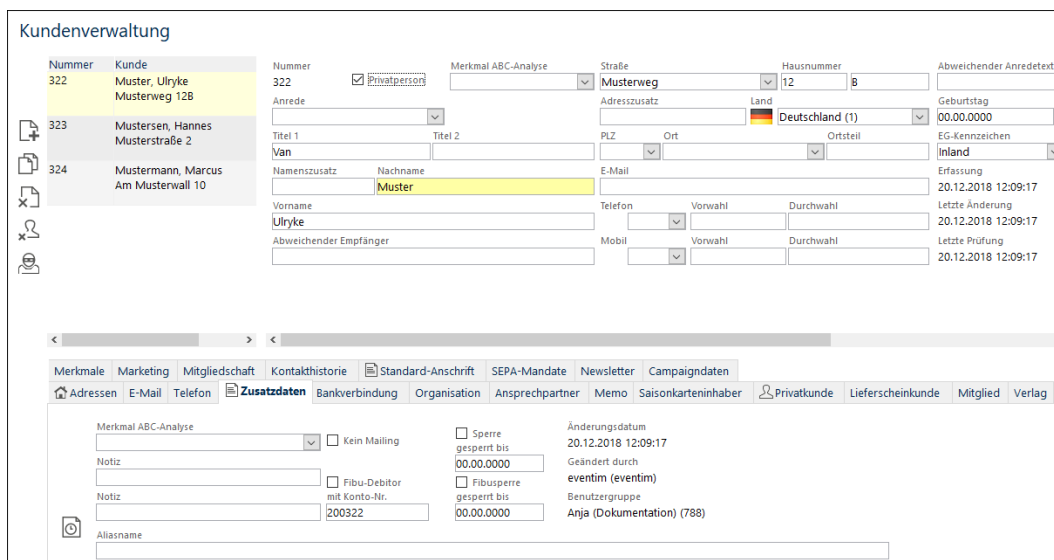 Kundenverwaltung
Nummer Kunde
322 Muster, Ulryke
Musterweg 12B
323 Mustersen, Hannes
Musterstraße 2
324 Mustermann, Marcus
Am Musterwall 10
Nummer Merkmal ABC-Analyse Straße Hausnummer Abweichender Anredetext
322 Privatperson Musterweg 12 B
Anrede Adresszusatz Land Geburtstag
Deutschland (1) 00.00.0000
Titel 1 Titel 2 PLZ Ort Ortsteil EG-Kennzeichen
Van Inland
Namenszusatz Nachname E-Mail Erfassung
Muster 20.12.2018 12:09:17
Vorname Telefon Vorwahl Durchwahl Letzte Änderung
Ulryke 20.12.2018 12:09:17
Abweichender Empfänger Mobil Vorwahl Durchwahl Letzte Prüfung
20.12.2018 12:09:17
Merkmale Marketing Mitgliedschaft Kontakthistorie Standard-Anschrift SEPA-Mandate Newsletter Campaigndaten
Adressen E-Mail Telefon Zusatzdaten Bankverbindung Organisation Ansprechpartner Memo Saisonkarteninhaber Privatkunde Lieferscheinkunde Mitglied Verlag
Merkmal ABC-Analyse Sperre Änderungsdatum
Kein Mailing gesperrt bis 20.12.2018 12:09:17
Notiz 00.00.0000 Geändert durch
Fibu-Debitor Fibusperre eventim (eventim)
Notiz mit Konto-Nr. gesperrt bis Benutzergruppe
200322 00.00.0000 Anja (Dokumentation) (788)
Aliasname